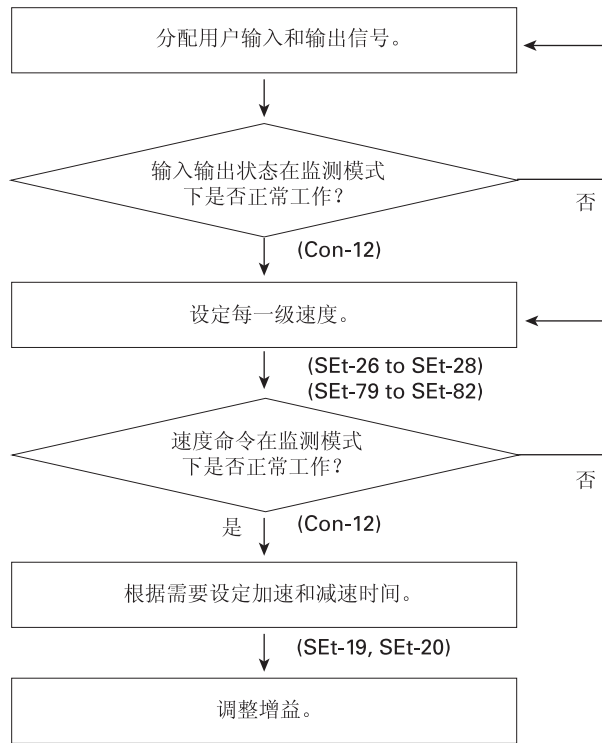 分配用户输入和输出信号。
输入输出状态在监测模式
下是否正常工作？
否
(Con-12)
设定每一级速度。
(SEt-26 to SEt-28)
(SEt-79 to SEt-82)
速度命令在监测模式
下是否正常工作？
否
是
(Con-12)
根据需要设定加速和减速时间。
(SEt-19, SEt-20)
调整增益。